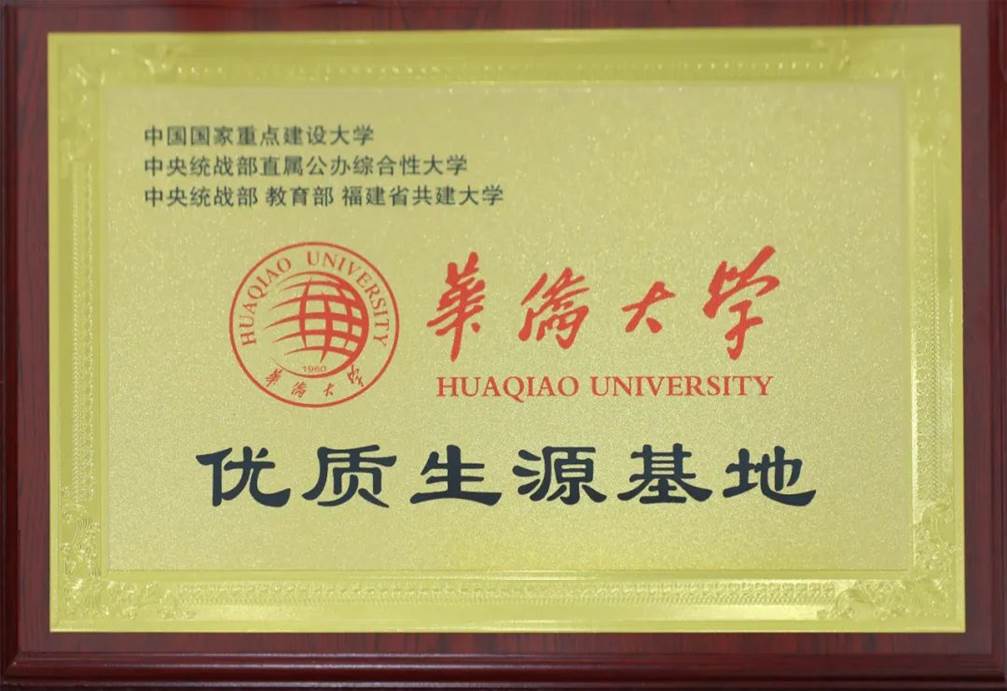 中国国家重点建设大学
中央统战部直属公办综合性大学
中央统战部 教育部 福建省共建大学
HUAQIAO UNIVERSITY
1960
華僑大学
華僑大学
HUAQIAO UNIVERSITY
优质生源基地